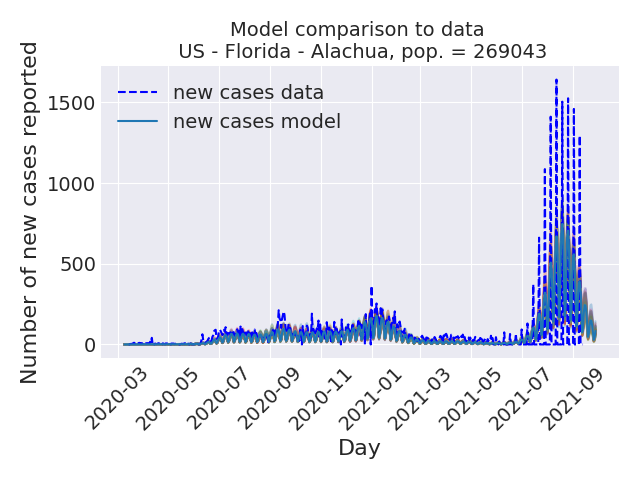 Model comparison to data
US - Florida - Alachua, pop. = 269043
Number of new cases reported
1500
1000
500
0
new cases data
new cases model
2020-03
2020-05
2020-07
2020-09
2020-11
2021-01
2021-03
2021-05
2021-07
2021-09
Day